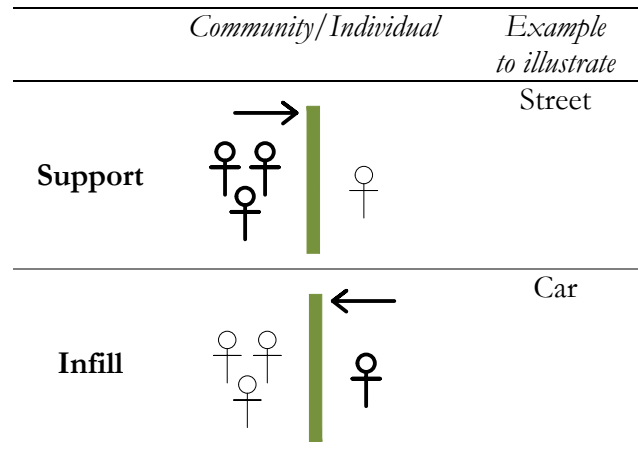 Community/Individual
Example
to illustrate
Support
Street
Infill
Car